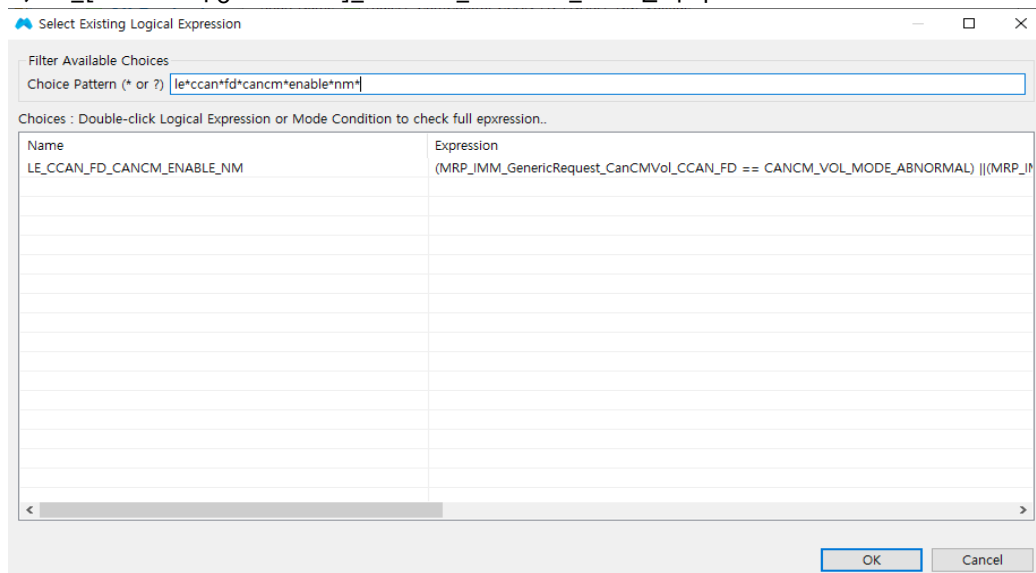 Select Existing Logical Expression
Filter Available Choices
Choice Pattern (* or ?) le*ccan*fd*cancm*enable*nm*
Choices : Double-click Logical Expression or Mode Condition to check full epxression..
Name Expression
LE_CCAN_FD_CANCM_ENABLE_NM (MRP_IMM_GenericRequest_CanCMVol_CCAN_FD == CANCM_VOL_MODE_ABNORMAL) ||(MRP_I
OK Cancel